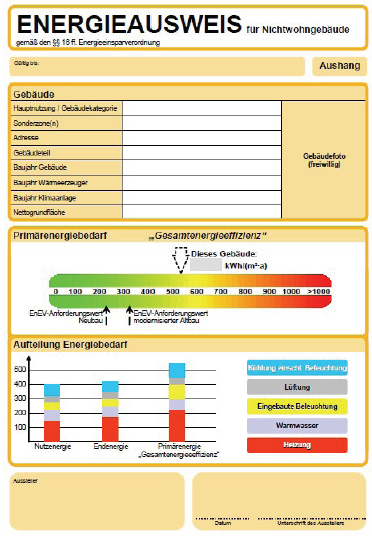 ENERGIEAUSWEIS für Nichtwohngebäude
gemäß den §§ 16 ff. Energieeinsparverordnung
Gültig bis:
Aushang
Gebäude
Hauptnutzung / Gebäudekategorie
Sonderzone(n)
Adresse
Gebäudeteil
Baujahr Gebäude
Baujahr Wärmeerzeuger
Baujahr Klimaanlage
Nettogrundfläche
Gebäudefoto
(freiwillig)
Primärenergiebedarf „Gesamtenergieeffizienz“
Dieses Gebäude:
kWh/(m²·a)
0 100 200 300 400 500 600 700 800 900 1000 >1000
EnEV-Anforderungswert
Neubau
EnEV-Anforderungswert
modernisierter Altbau
Aufteilung Energiebedarf
500
400
300
200
100
Nutzenergie
Endenergie
Primärenergie
„Gesamtenergieeffizienz“
Kühlung einschl. Befeuchtung
Lüftung
Eingebaute Beleuchtung
Warmwasser
Heizung
Aussteller
Datum
Unterschrift des Ausstellers